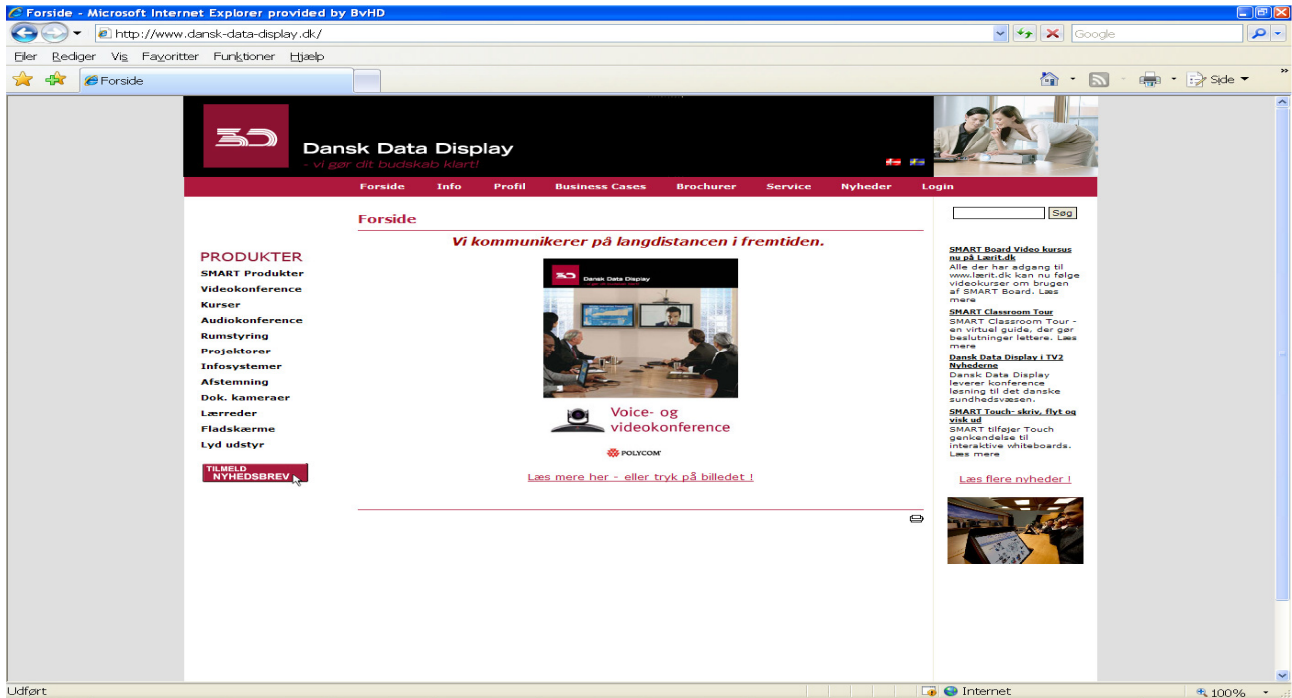 Forside - Microsoft Internet Explorer provided by BvHD
http://www.dansk-data-display.dk/
Google
Filer Rediger Vis Favoritter Funktioner Hjælp
Forside
Side
Dansk Data Display
- vi gør dit budskab klart!
Forside Info Profil Business Cases Brochurer Service Nyheder Login
Forside
Vi kommunikerer på langdistancen i fremtiden.
PRODUKTER
SMART Produkter
Videokonference
Kurser
Audiokonference
Rumstyring
Projektorer
Infosystemer
Afstemning
Dok. kameraer
Lærreder
Fladskærme
Lyd udstyr
TILMELD
NYHEDSBREV
Dansk Data Display
Voice- og
videokonference
POLYCOM
Læs mere her - eller tryk på billedet !
Søg
SMART Board Video kursus
nu på Lærit.dk
Alle der har adgang til
www.lærit.dk kan nu følge
videokurser om brugen
af SMART Board. Læs
mere
SMART Classroom Tour
SMART Classroom Tour -
en virtuel guide, der gør
beslutninger lettere. Læs
mere
Dansk Data Display i TV2
Nyhederne
Dansk Data Display
leverer konference
løsning til det danske
sundhedsvæsen.
SMART Touch- skriv, flyt og
visk ud
SMART tilføjer Touch
genkendelse til
interaktive whiteboards.
Læs mere
Læs flere nyheder !
Udført
Internet
100%